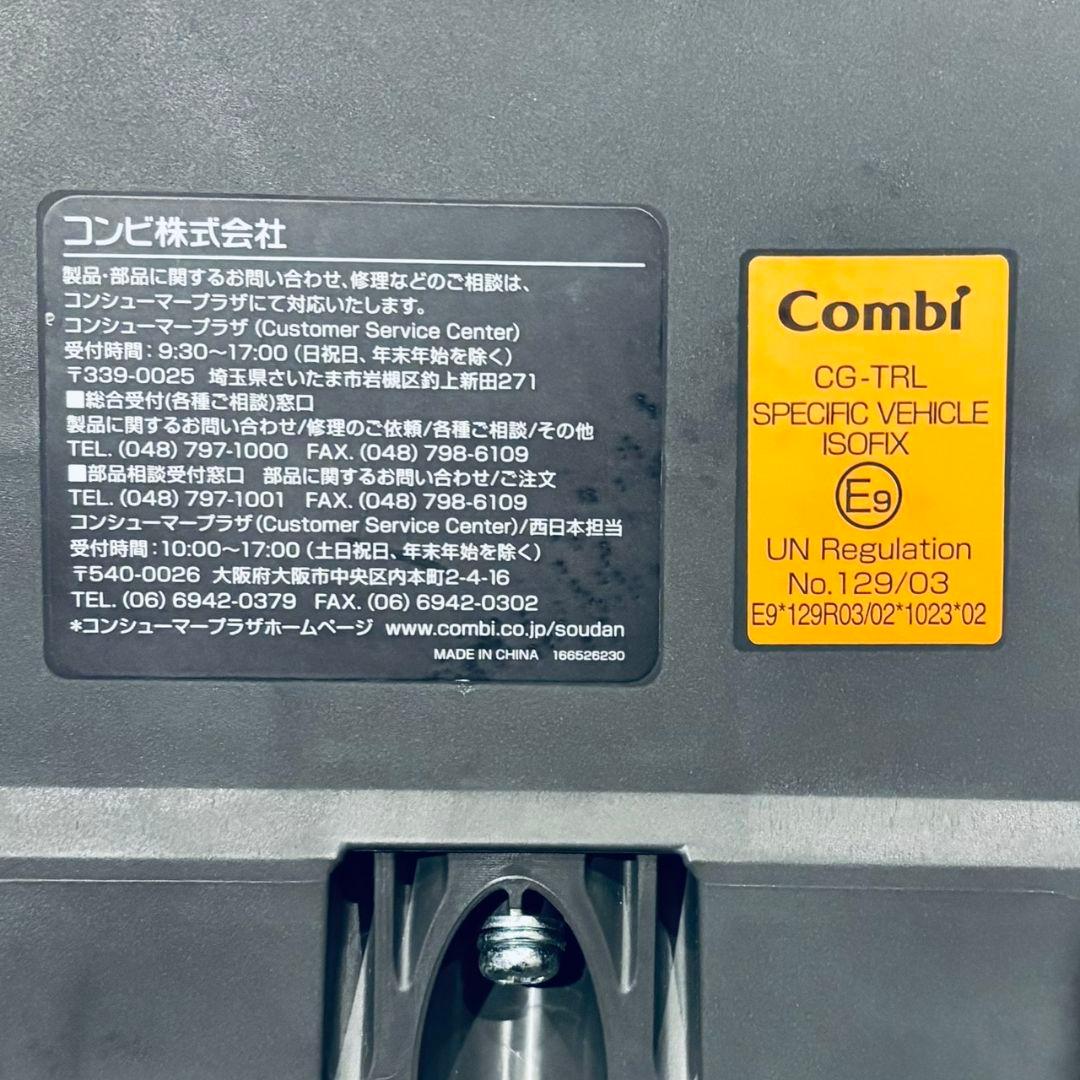 コンビ株式会社
製品・部品に関するお問い合わせ、修理などのご相談は、
コンシューマープラザにて対応いたします。
コンシューマープラザ(Customer Service Center)
受付時間：9:30〜17:00(日祝日、年末年始を除く)
〒339-0025 埼玉県さいたま市岩槻区釣上新田271
■総合受付(各種ご相談)窓口
製品に関するお問い合わせ/修理のご依頼/各種ご相談/その他
TEL.(048)797-1000 FAX.(048)798-6109
■部品相談受付窓口 部品に関するお問い合わせ/ご注文
TEL.(048)797-1001 FAX.(048)798-6109
コンシューマープラザ(Customer Service Center)/西日本担当
受付時間：10:00〜17:00(土日祝日、年末年始を除く)
〒540-0026 大阪府大阪市中央区内本町2-4-16
TEL.(06)6942-0379 FAX.(06)6942-0302
*コンシューマープラザホームページ www.combi.co.jp/soudan
MADE IN CHINA 166526230
Combi
CG-TRL
SPECIFIC VEHICLE
ISOFIX
E9
UN Regulation
No.129/03
E9*129R03/02*1023*02